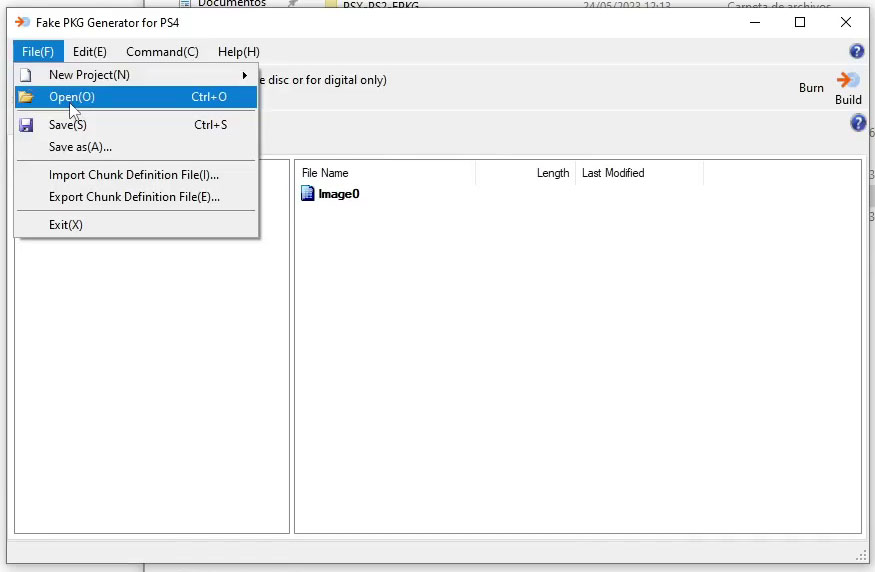 Documentos
PSX-PS2-FPKG
24/05/2023 12:13
Carpeta de archivos
Fake PKG Generator for PS4
File(F) Edit(E) Command(C) Help(H)
New Project(N)
e disc or for digital only)
Open(O) Ctrl+O
Burn
Build
Save(S) Ctrl+S
Save as(A)...
Import Chunk Definition File(I)...
Export Chunk Definition File(E)...
Exit(X)
File Name Length Last Modified
Image0